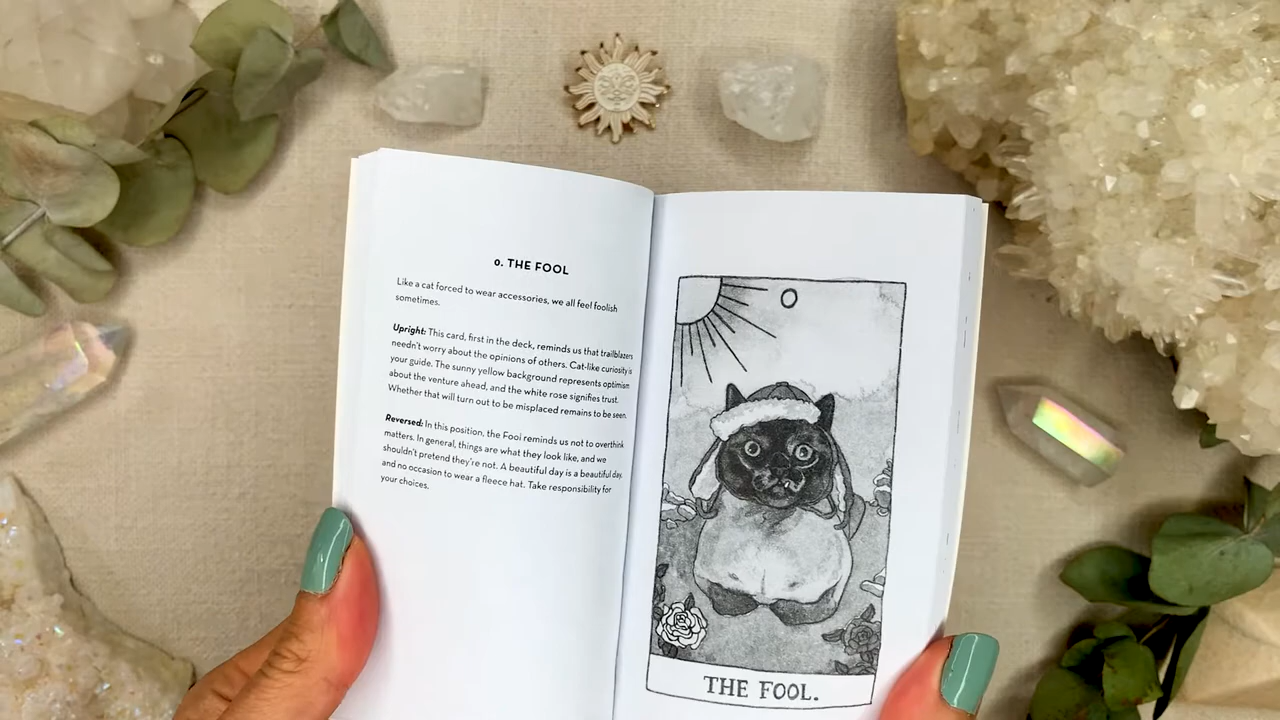 0. THE FOOL
Like a cat forced to wear accessories, we all feel foolish
sometimes.
Upright: This card, first in the deck, reminds us that trailblazers
needn't worry about the opinions of others. Cat-like curiosity is
your guide. The sunny yellow background represents optimism
about the venture ahead, and the white rose signifies trust.
Whether that will turn out to be misplaced remains to be seen.
Reversed: In this position, the Fool reminds us not to overthink
matters. In general, things are what they look like, and we
shouldn't pretend they're not. A beautiful day is a beautiful day,
and no occasion to wear a fleece hat. Take responsibility for
your choices.
0
THE FOOL.